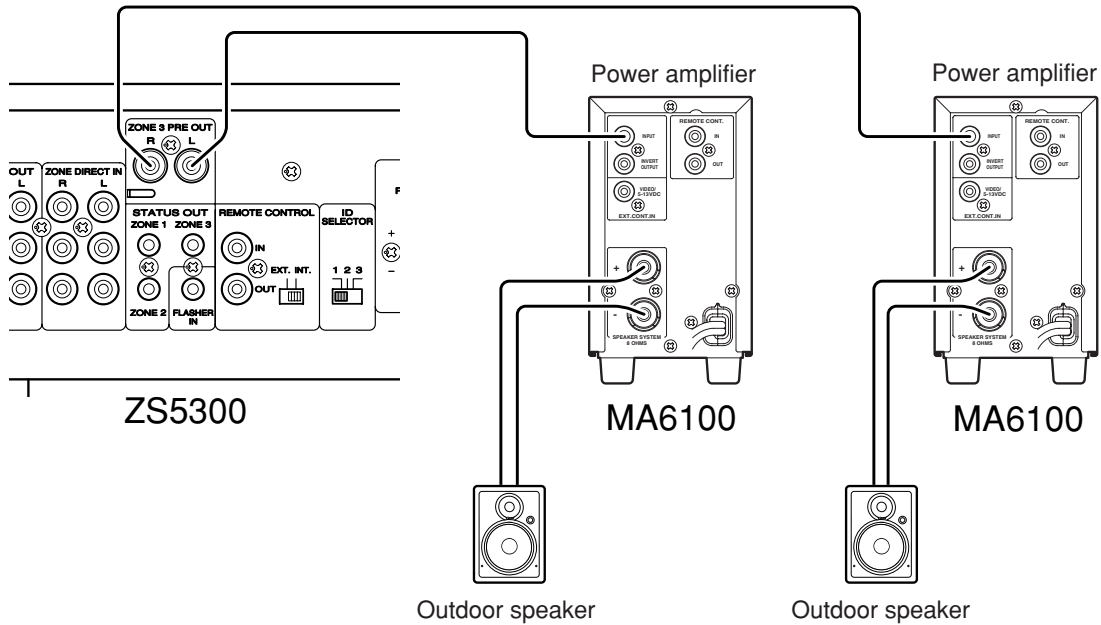 Power amplifier
Power amplifier
ZONE 3 PRE OUT
R L
OUT
L
ZONE DIRECT IN
R L
STATUS OUT
ZONE 1 ZONE 3
ZONE 2
FLASHER
IN
REMOTE CONTROL
IN
OUT
EXT. INT.
ID
SELECTOR
1 2 3
+
-
INPUT
INVERT
OUTPUT
VIDEO/
5-13VDC
EXT.CONT.IN
REMOTE CONT.
IN
OUT
+
-
SPEAKER SYSTEM
8 OHMS
INPUT
INVERT
OUTPUT
VIDEO/
5-13VDC
EXT.CONT.IN
REMOTE CONT.
IN
OUT
+
-
SPEAKER SYSTEM
8 OHMS
ZS5300
MA6100
MA6100
Outdoor speaker
Outdoor speaker